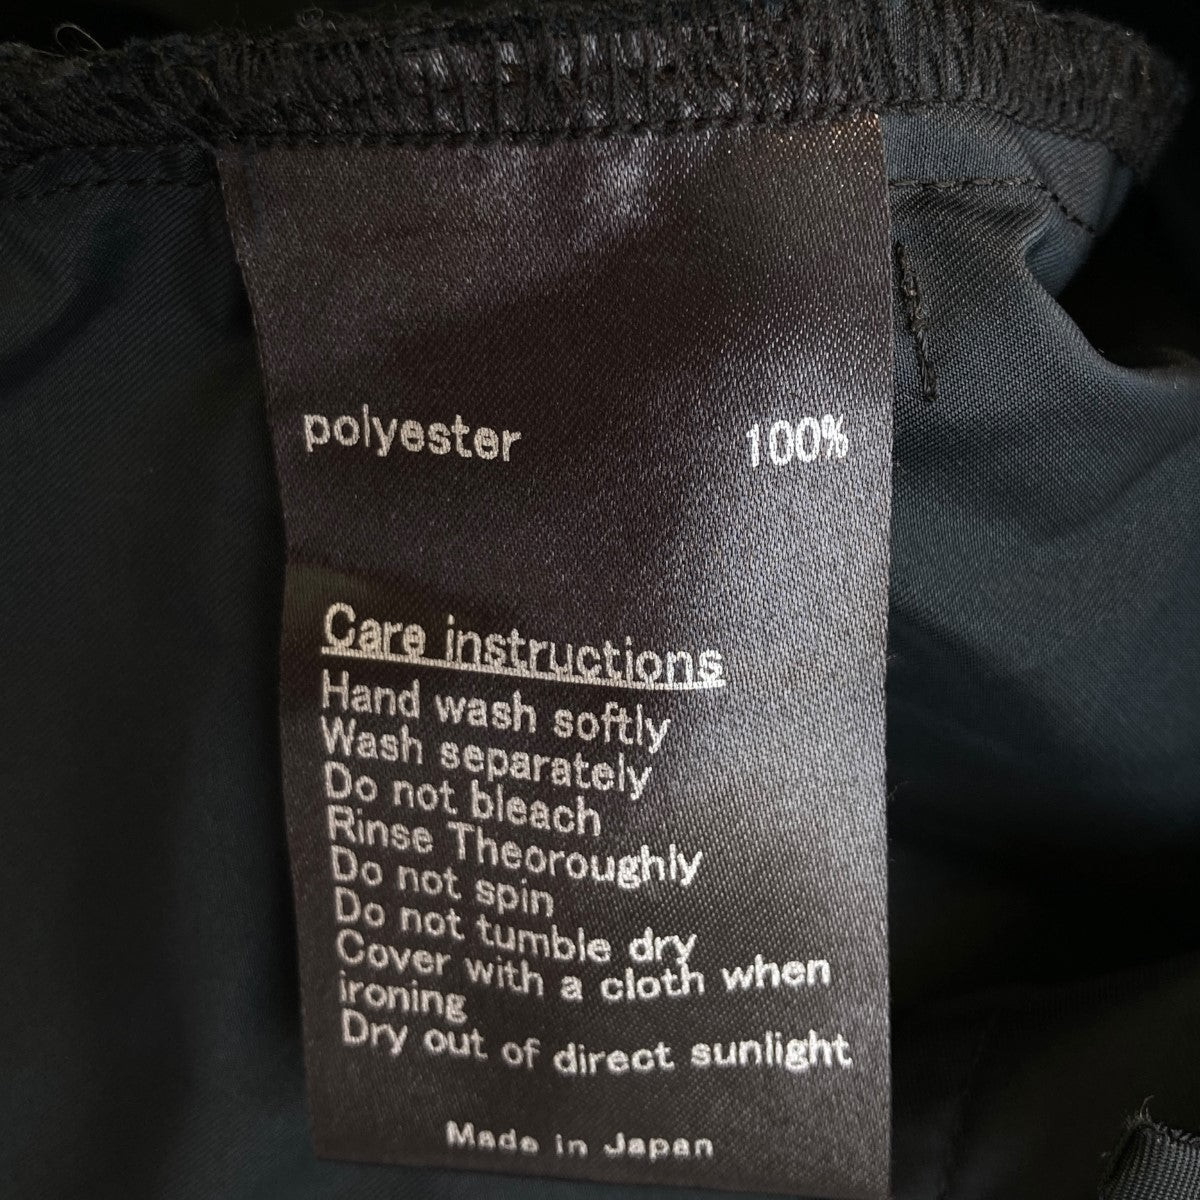 polyester 100%
Care instructions
Hand wash softly
Wash separately
Do not bleach
Rinse Theoroughly
Do not spin
Do not tumble dry
Cover with a cloth when
ironing
Dry out of direct sunlight
Made in Japan